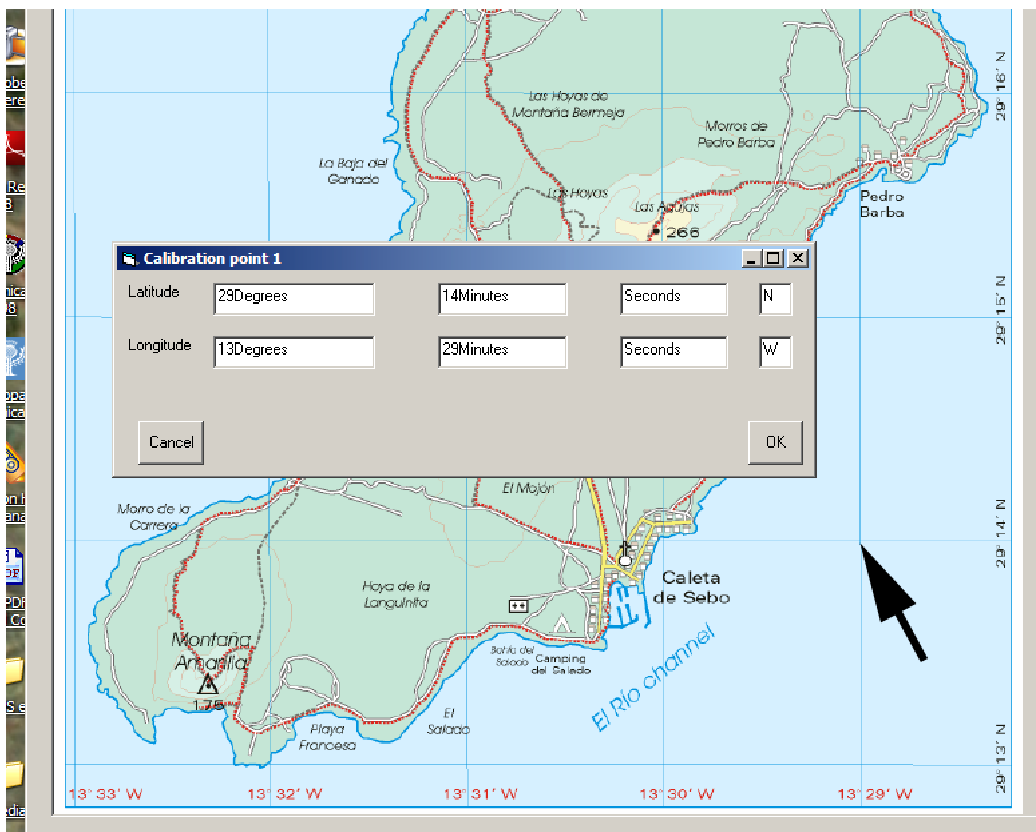 29° 16' N
Las Hoyas de
Montaña Bermeja
Morros de
Pedro Barba
La Baja del
Ganado
Las Hoyas
Las Agujas
Pedro
Barba
266
Calibration point 1
Latitude
29Degrees
14Minutes
Seconds
N
29° 15' N
Longitude
13Degrees
29Minutes
Seconds
W
Cancel
OK
El Mojón
Morro de la
Carrera
29° 14' N
Caleta
de Sebo
Hoya de la
Languinita
Montaña
Amarilla
175
Bahía del
Salado
Camping
del Salado
El Río channel
El
Salado
Playa
Francesa
29° 13' N
13° 33' W
13° 32' W
13° 31' W
13° 30' W
13° 29' W